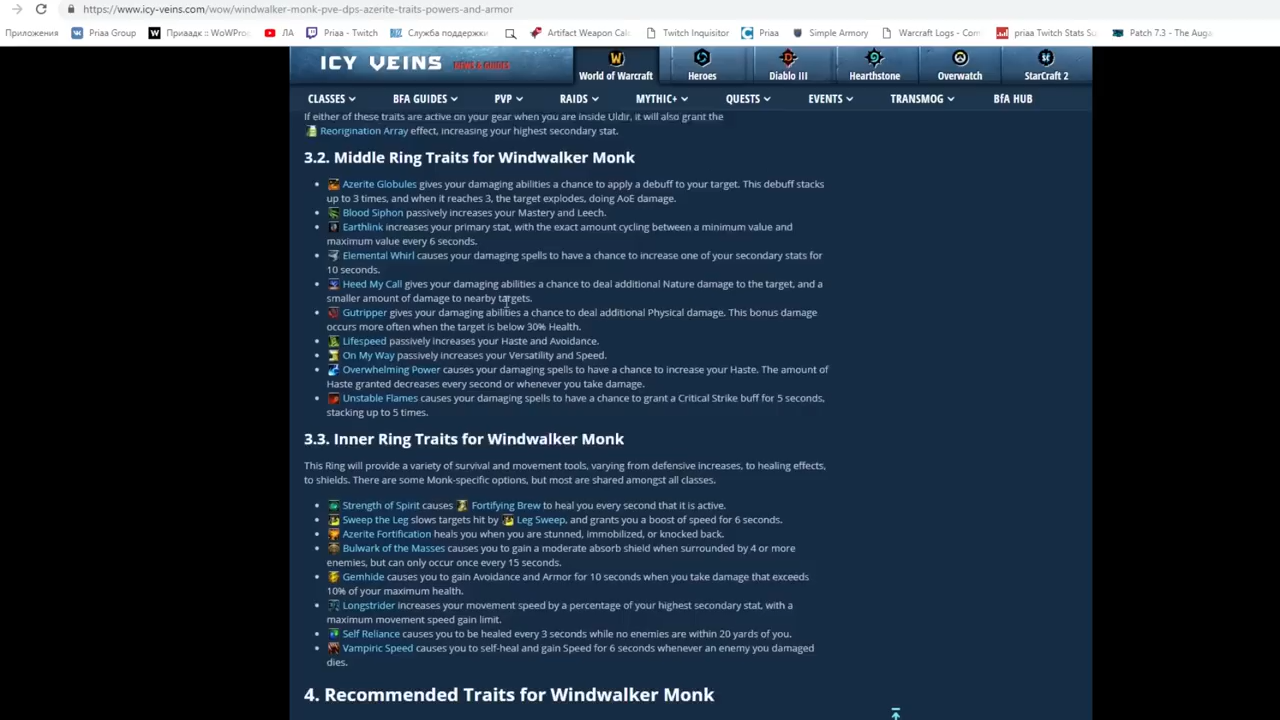 https://www.icy-veins.com/wow/windwalker-monk-pve-dps-azerite-traits-powers-and-armor
Приложения Priaa Group Приаадк :: WoWProg ЛА Priaa - Twitch Служба поддержки Artifact Weapon Calc Twitch Inquisitor Priaa Simple Armory Warcraft Logs - Com priaa Twitch Stats Su Patch 7.3 - The Auga
ICY VEINS NEWS & GUIDES World of Warcraft Heroes Diablo III Hearthstone Overwatch StarCraft 2
CLASSES BFA GUIDES PVP RAIDS MYTHIC+ QUESTS EVENTS TRANSMOG BfA HUB
If either of these traits are active on your gear when you are inside Uldir, it will also grant the
Reorigination Array effect, increasing your highest secondary stat.
3.2. Middle Ring Traits for Windwalker Monk
Azerite Globules gives your damaging abilities a chance to apply a debuff to your target. This debuff stacks
up to 3 times, and when it reaches 3, the target explodes, doing AoE damage.
Blood Siphon passively increases your Mastery and Leech.
Earthlink increases your primary stat, with the exact amount cycling between a minimum value and
maximum value every 6 seconds.
Elemental Whirl causes your damaging spells to have a chance to increase one of your secondary stats for
10 seconds.
Heed My Call gives your damaging abilities a chance to deal additional Nature damage to the target, and a
smaller amount of damage to nearby targets.
Gutripper gives your damaging abilities a chance to deal additional Physical damage. This bonus damage
occurs more often when the target is below 30% Health.
Lifespeed passively increases your Haste and Avoidance.
On My Way passively increases your Versatility and Speed.
Overwhelming Power causes your damaging spells to have a chance to increase your Haste. The amount of
Haste granted decreases every second or whenever you take damage.
Unstable Flames causes your damaging spells to have a chance to grant a Critical Strike buff for 5 seconds,
stacking up to 5 times.
3.3. Inner Ring Traits for Windwalker Monk
This Ring will provide a variety of survival and movement tools, varying from defensive increases, to healing effects,
to shields. There are some Monk-specific options, but most are shared amongst all classes.
Strength of Spirit causes Fortifying Brew to heal you every second that it is active.
Sweep the Leg slows targets hit by Leg Sweep, and grants you a boost of speed for 6 seconds.
Azerite Fortification heals you when you are stunned, immobilized, or knocked back.
Bulwark of the Masses causes you to gain a moderate absorb shield when surrounded by 4 or more
enemies, but can only occur once every 15 seconds.
Gemhide causes you to gain Avoidance and Armor for 10 seconds when you take damage that exceeds
10% of your maximum health.
Longstrider increases your movement speed by a percentage of your highest secondary stat, with a
maximum movement speed gain limit.
Self Reliance causes you to be healed every 3 seconds while no enemies are within 20 yards of you.
Vampiric Speed causes you to self-heal and gain Speed for 6 seconds whenever an enemy you damaged
dies.
4. Recommended Traits for Windwalker Monk